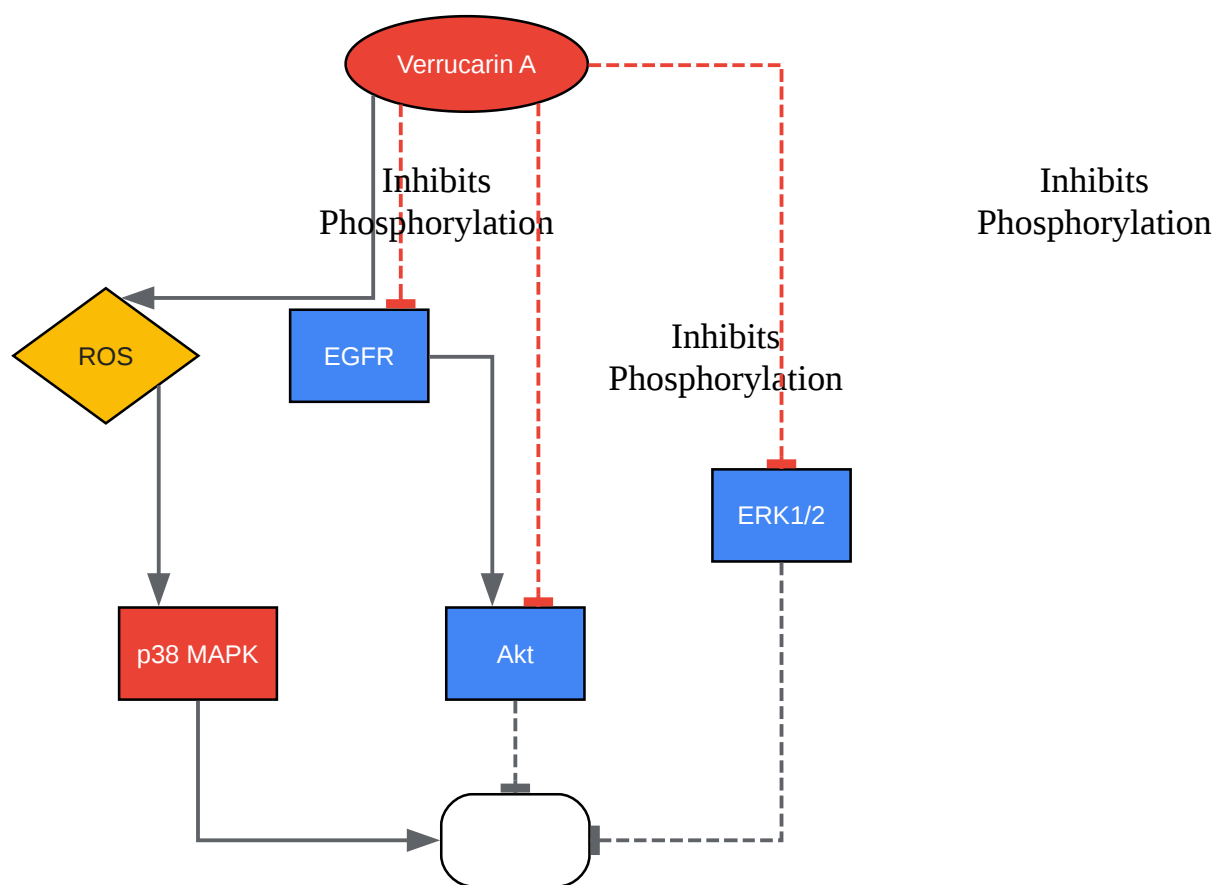 Verrucarin A
Inhibits
Phosphorylation
Inhibits
Phosphorylation
ROS
EGFR
Inhibits
Phosphorylation
ERK1/2
p38 MAPK
Akt